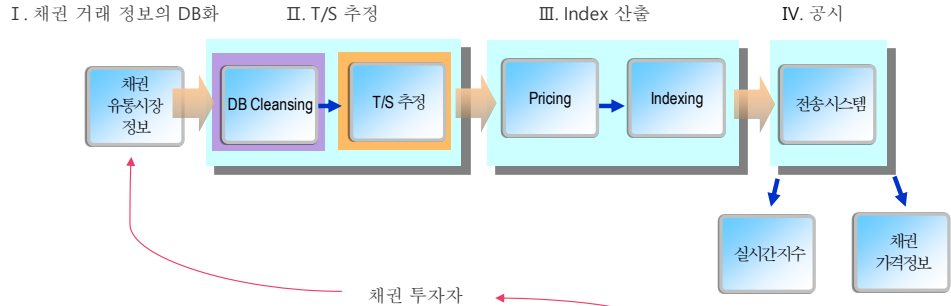 Ⅰ. 채권 거래 정보의 DB화
Ⅱ. T/S 추정
Ⅲ. Index 산출
Ⅳ. 공시
채권
유통시장
정보
DB Cleansing
T/S 추정
Pricing
Indexing
전송시스템
실시간지수
채권
가격정보
채권 투자자